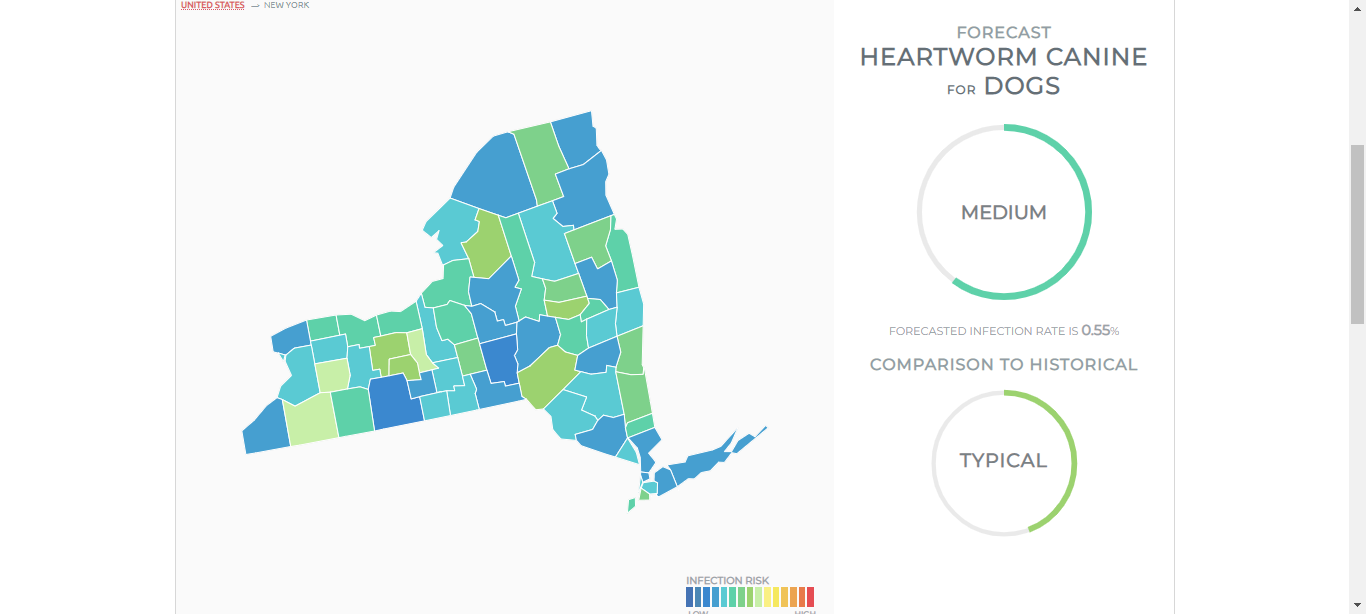 UNITED STATES → NEW YORK
FORECAST
HEARTWORM CANINE
FOR DOGS
MEDIUM
FORECASTED INFECTION RATE IS 0.55%
COMPARISON TO HISTORICAL
TYPICAL
INFECTION RISK
LOW HIGH